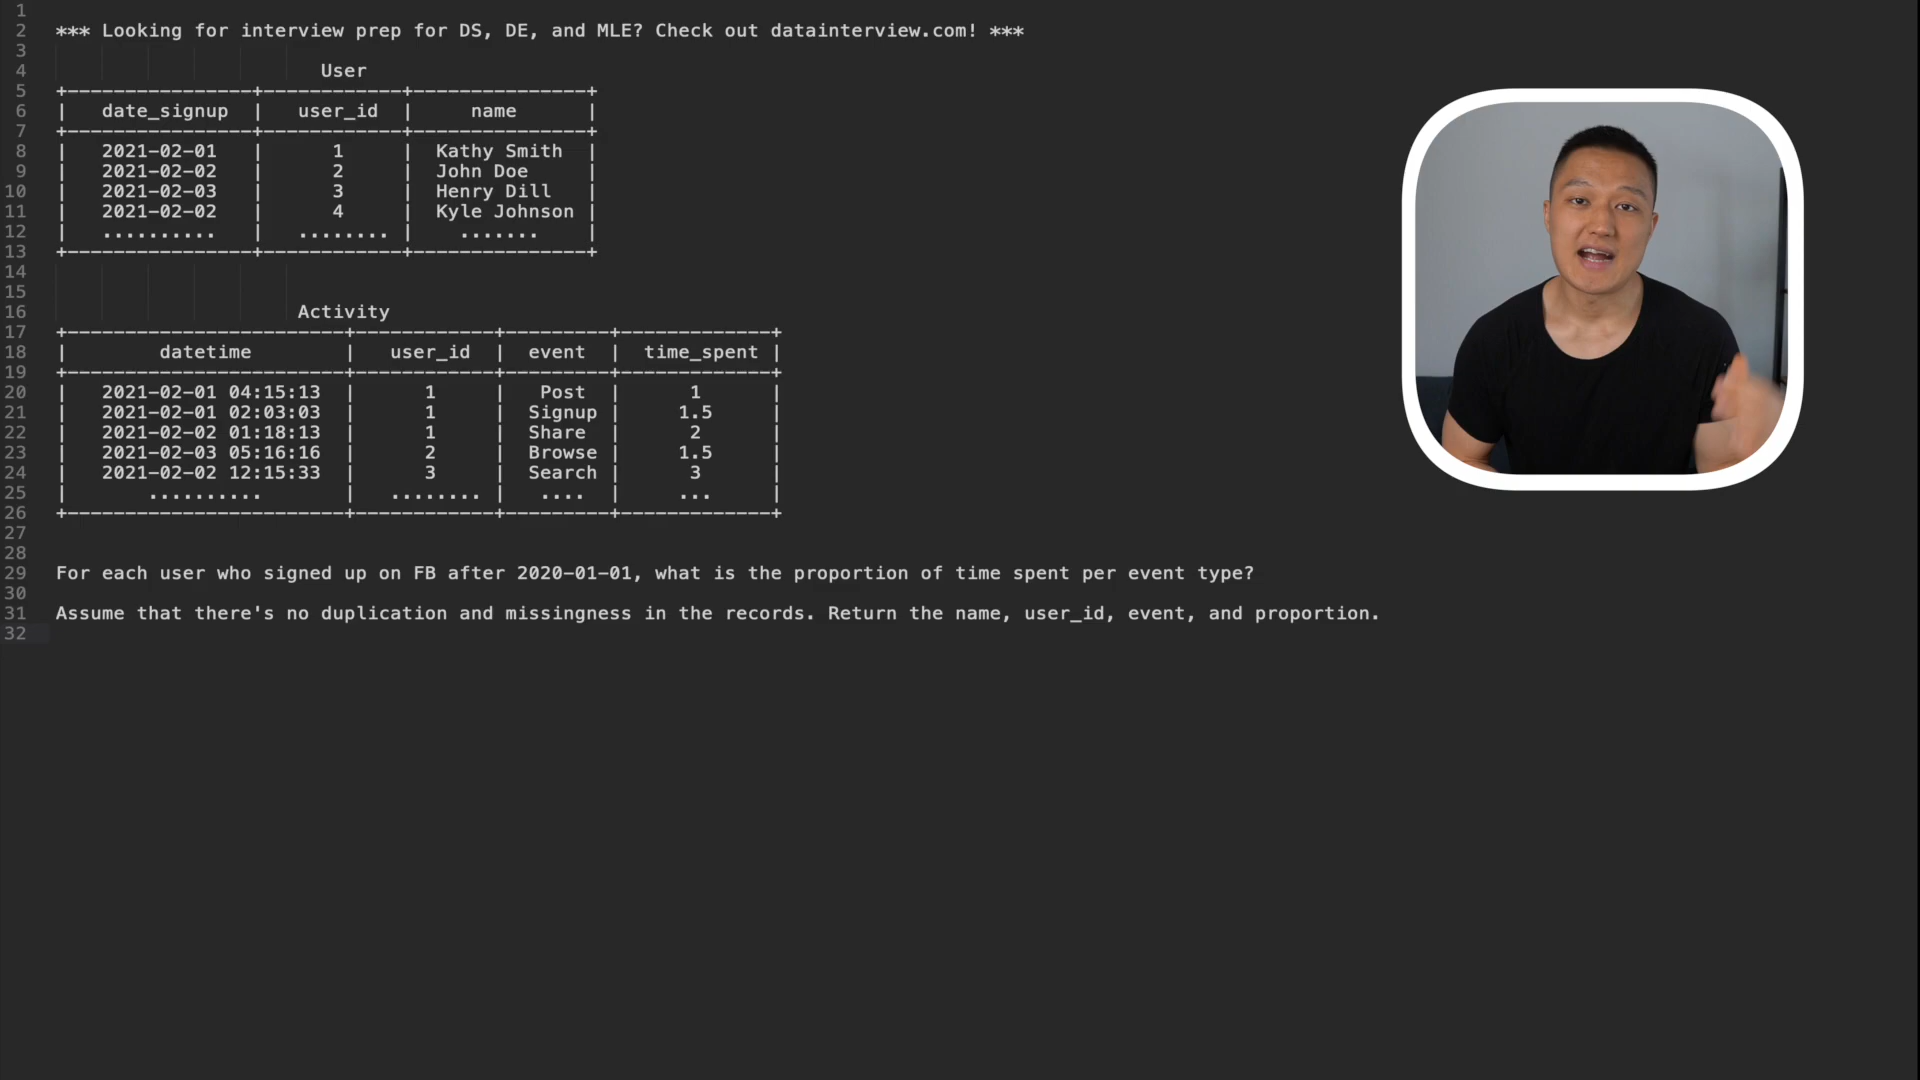 1
2 *** Looking for interview prep for DS, DE, and MLE? Check out datainterview.com! ***
3
4 User
5 +----------------+------------+---------------+
6 | date_signup | user_id | name |
7 +----------------+------------+---------------+
8 | 2021-02-01 | 1 | Kathy Smith |
9 | 2021-02-02 | 2 | John Doe |
10 | 2021-02-03 | 3 | Henry Dill |
11 | 2021-02-02 | 4 | Kyle Johnson |
12 | .......... | ........ | ....... |
13 +----------------+------------+---------------+
14
15
16 Activity
17 +------------------------+------------+---------+-------------+
18 | datetime | user_id | event | time_spent |
19 +------------------------+------------+---------+-------------+
20 | 2021-02-01 04:15:13 | 1 | Post | 1 |
21 | 2021-02-01 02:03:03 | 1 | Signup | 1.5 |
22 | 2021-02-02 01:18:13 | 1 | Share | 2 |
23 | 2021-02-03 05:16:16 | 2 | Browse | 1.5 |
24 | 2021-02-02 12:15:33 | 3 | Search | 3 |
25 | .......... | ........ | .... | ... |
26 +------------------------+------------+---------+-------------+
27
28
29 For each user who signed up on FB after 2020-01-01, what is the proportion of time spent per event type?
30
31 Assume that there's no duplication and missingness in the records. Return the name, user_id, event, and proportion.
32